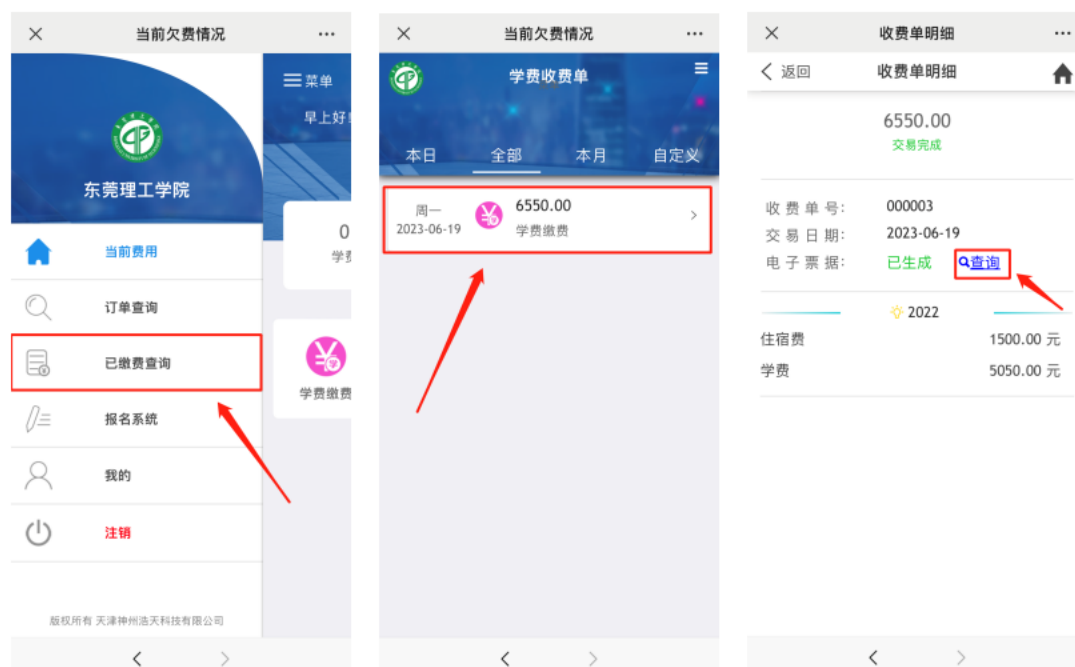 当前欠费情况
东莞理工学院
当前费用
订单查询
已缴费查询
报名系统
我的
注销
版权所有 天津神州浩天科技有限公司
菜单
早上好
0
学费缴费
当前欠费情况
学费收费单
本日 全部 本月 自定义
周一
2023-06-19
6550.00
学费缴费
收费单明细
返回 收费单明细
6550.00
交易完成
收费单号: 000003
交易日期: 2023-06-19
电子票据: 已生成 查询
2022
住宿费 1500.00 元
学费 5050.00 元